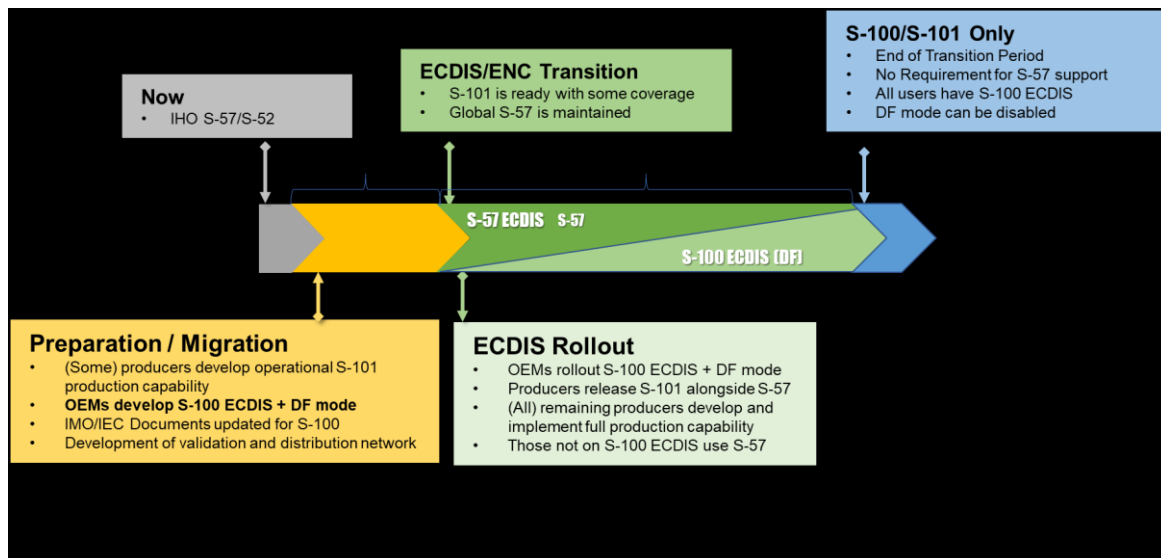 S-100/S-101 Only
• End of Transition Period
• No Requirement for S-57 support
• All users have S-100 ECDIS
• DF mode can be disabled
ECDIS/ENC Transition
• S-101 is ready with some coverage
• Global S-57 is maintained
Now
• IHO S-57/S-52
S-57 ECDIS S-57
S-100 ECDIS (DF)
Preparation / Migration
• (Some) producers develop operational S-101
production capability
• OEMs develop S-100 ECDIS + DF mode
• IMO/IEC Documents updated for S-100
• Development of validation and distribution network
ECDIS Rollout
• OEMs rollout S-100 ECDIS + DF mode
• Producers release S-101 alongside S-57
• (All) remaining producers develop and
implement full production capability
• Those not on S-100 ECDIS use S-57